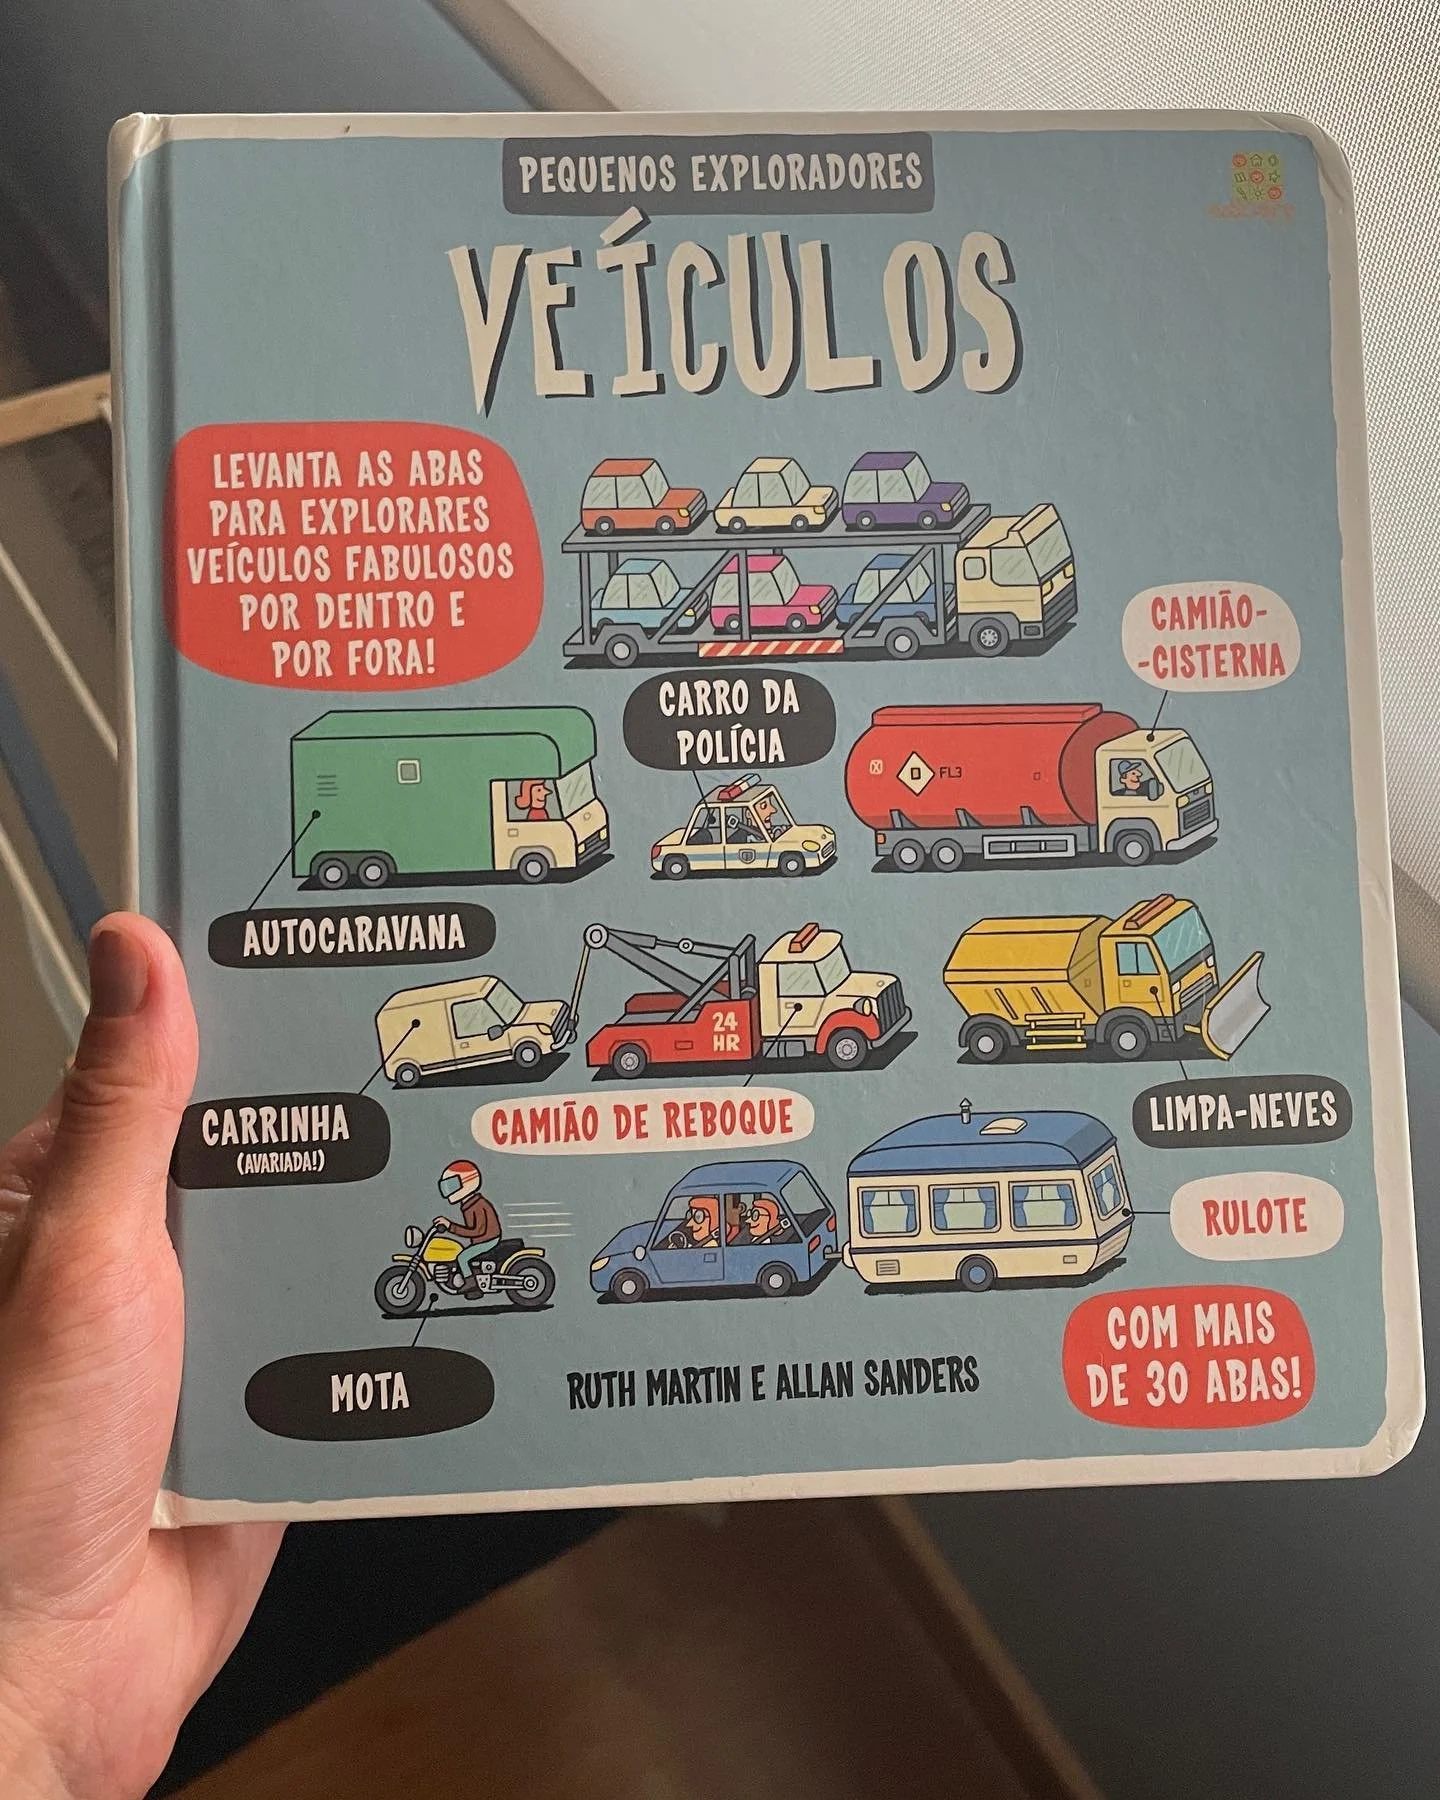 PEQUENOS EXPLORADORES
VEÍCULOS
LEVANTA AS ABAS
PARA EXPLORARES
VEÍCULOS FABULOSOS
POR DENTRO E
POR FORA!
CAMIÃO-
-CISTERNA
CARRO DA
POLÍCIA
FL3
AUTOCARAVANA
24
HR
CARRINHA
(AVARIADA!)
CAMIÃO DE REBOQUE
LIMPA-NEVES
RULOTE
MOTA
RUTH MARTIN E ALLAN SANDERS
COM MAIS
DE 30 ABAS!